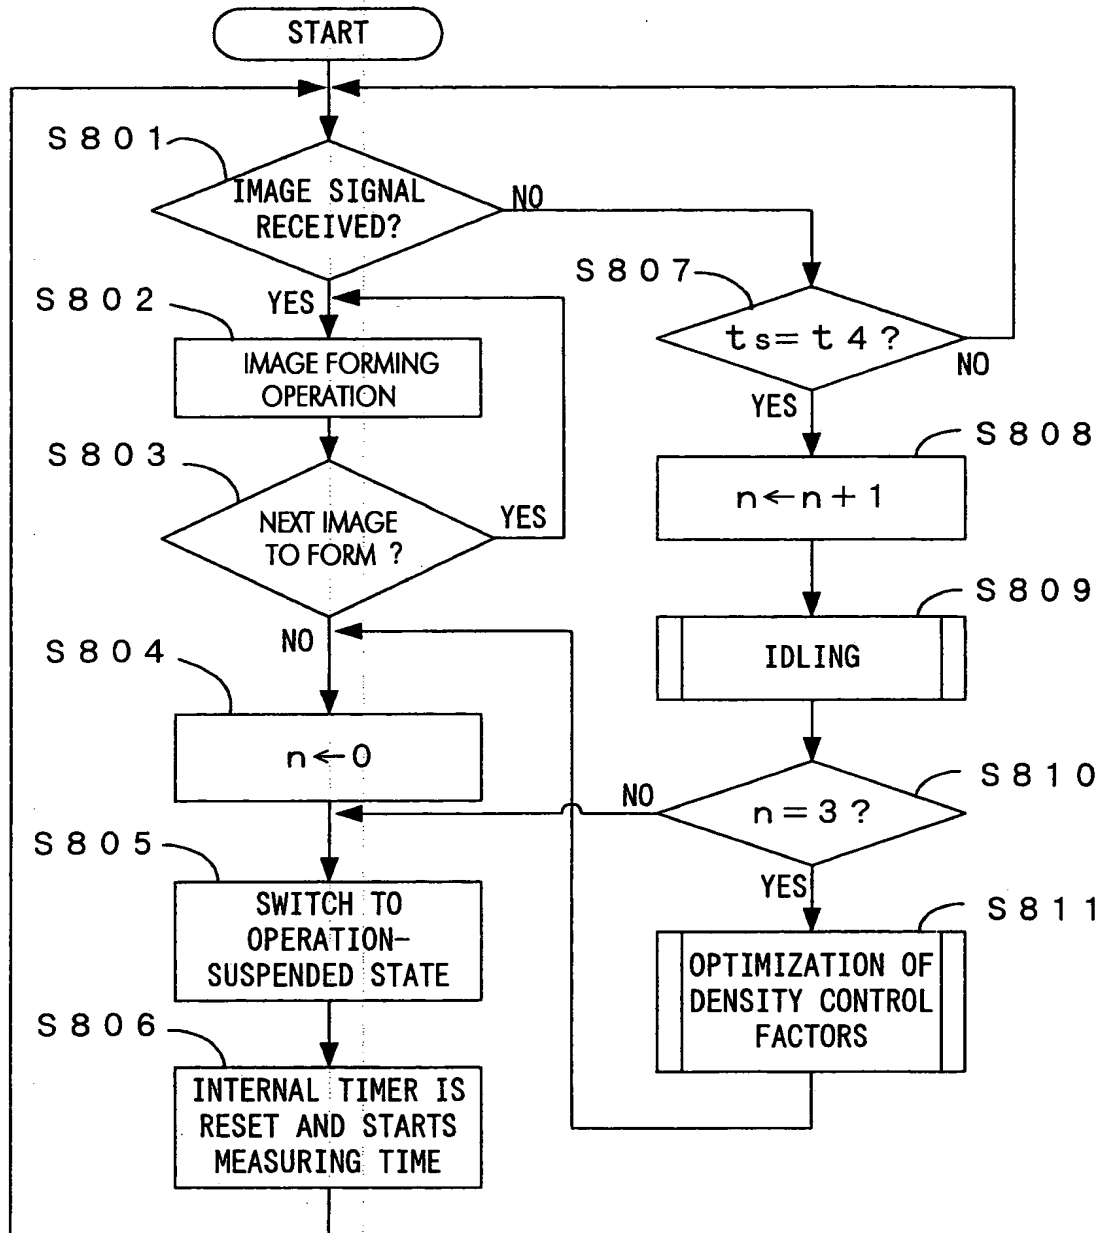 START
S801
IMAGE SIGNAL
RECEIVED?
NO
YES
S802
IMAGE FORMING
OPERATION
S803
NEXT IMAGE
TO FORM ?
YES
NO
S804
n←0
S805
SWITCH TO
OPERATION-
SUSPENDED STATE
S806
INTERNAL TIMER IS
RESET AND STARTS
MEASURING TIME
S807
ts=t4?
NO
YES
S808
n←n+1
S809
IDLING
S810
n=3?
NO
YES
S811
OPTIMIZATION OF
DENSITY CONTROL
FACTORS